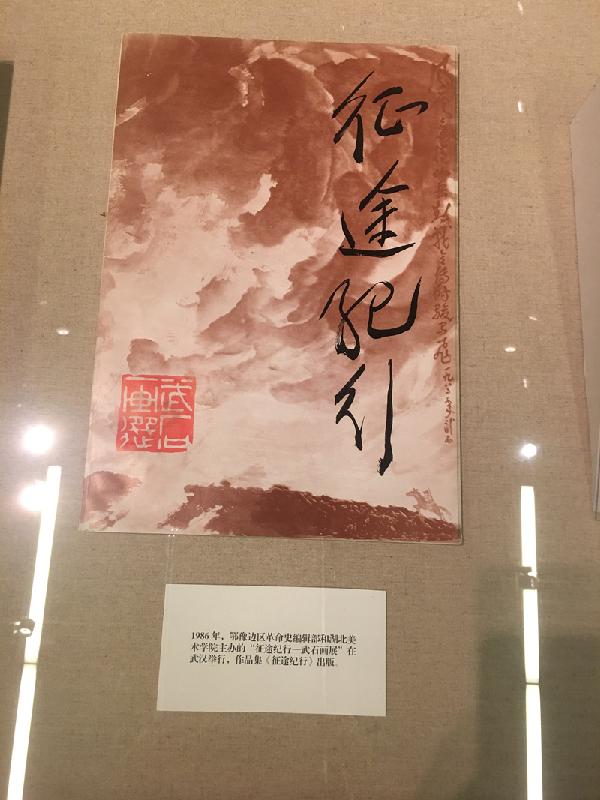 征途纪行
武石画选
1986年，鄂豫边区革命史编辑部和湖北美
术学院主办的“征途纪行—武石画展”在
武汉举行，作品集《征途纪行》出版。